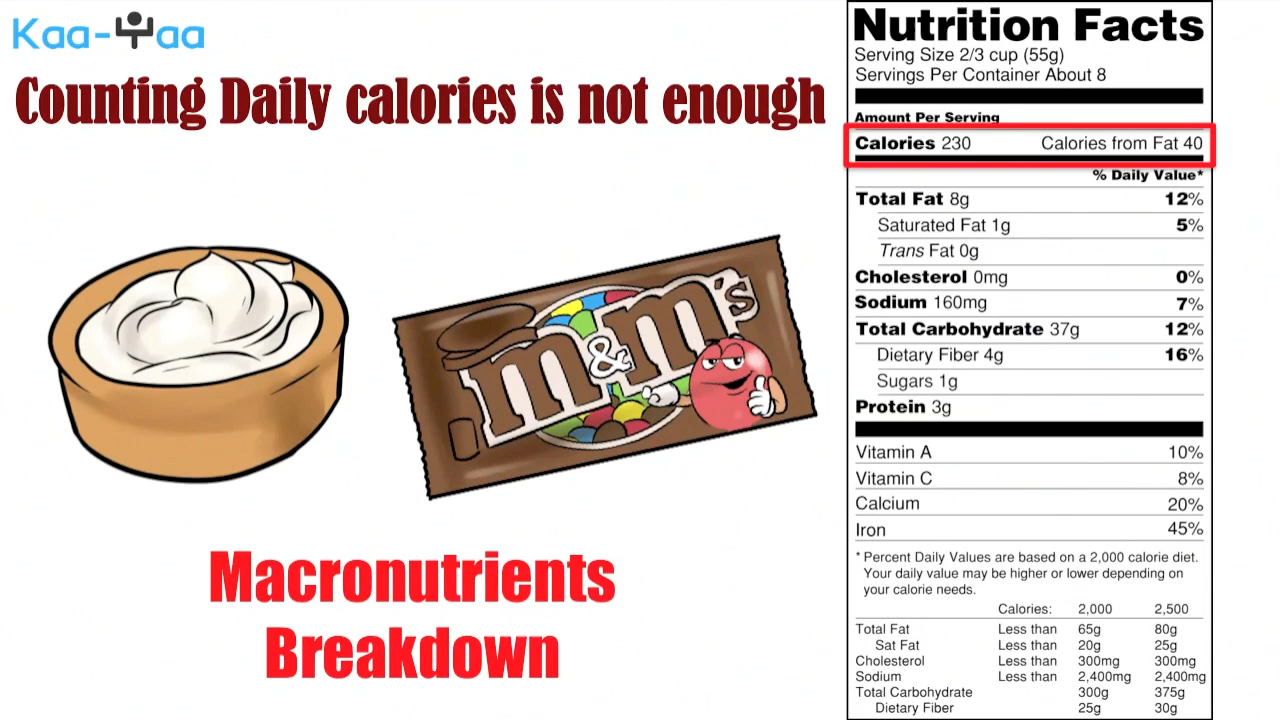 Kaa-Yaa
Counting Daily calories is not enough
m&m's
Macronutrients
Breakdown
Nutrition Facts
Serving Size 2/3 cup (55g)
Servings Per Container About 8
Amount Per Serving
Calories 230 Calories from Fat 40
% Daily Value*
Total Fat 8g 12%
Saturated Fat 1g 5%
Trans Fat 0g
Cholesterol 0mg 0%
Sodium 160mg 7%
Total Carbohydrate 37g 12%
Dietary Fiber 4g 16%
Sugars 1g
Protein 3g
Vitamin A 10%
Vitamin C 8%
Calcium 20%
Iron 45%
* Percent Daily Values are based on a 2,000 calorie diet.
Your daily value may be higher or lower depending on
your calorie needs.
Calories: 2,000 2,500
Total Fat Less than 65g 80g
Sat Fat Less than 20g 25g
Cholesterol Less than 300mg 300mg
Sodium Less than 2,400mg 2,400mg
Total Carbohydrate 300g 375g
Dietary Fiber 25g 30g